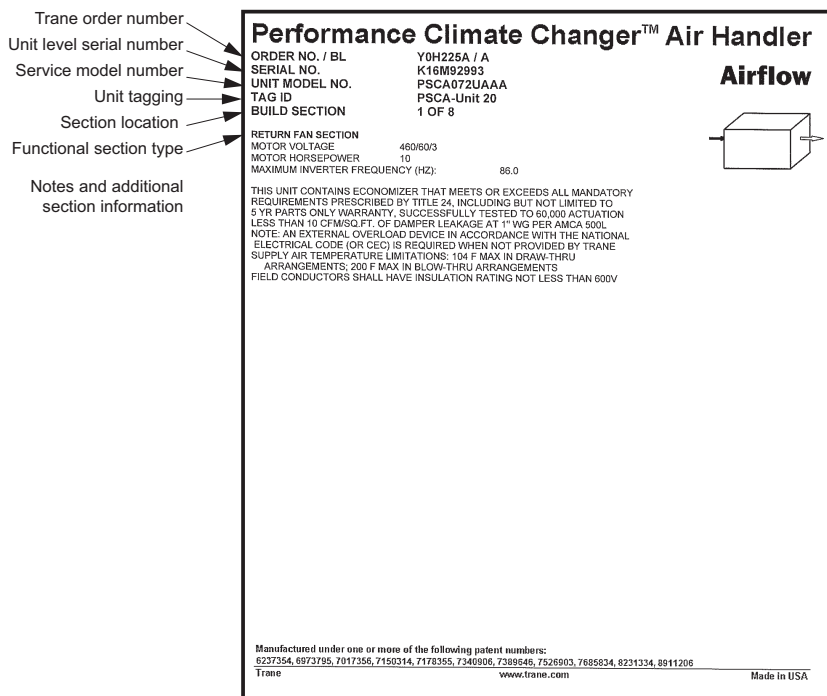 Trane order number
Unit level serial number
Service model number
Unit tagging
Section location
Functional section type
Notes and additional
section information
Performance Climate Changer™ Air Handler
ORDER NO. / BL Y0H225A / A
SERIAL NO. K16M92993
UNIT MODEL NO. PSCA072UAAA
TAG ID PSCA-Unit 20
BUILD SECTION 1 OF 8
Airflow
RETURN FAN SECTION
MOTOR VOLTAGE 460/60/3
MOTOR HORSEPOWER 10
MAXIMUM INVERTER FREQUENCY (HZ): 86.0
THIS UNIT CONTAINS ECONOMIZER THAT MEETS OR EXCEEDS ALL MANDATORY
REQUIREMENTS PRESCRIBED BY TITLE 24, INCLUDING BUT NOT LIMITED TO
5 YR PARTS ONLY WARRANTY, SUCCESSFULLY TESTED TO 60,000 ACTUATION
LESS THAN 10 CFM/SQ.FT. OF DAMPER LEAKAGE AT 1" WG PER AMCA 500L
NOTE: AN EXTERNAL OVERLOAD DEVICE IN ACCORDANCE WITH THE NATIONAL
ELECTRICAL CODE (OR CEC) IS REQUIRED WHEN NOT PROVIDED BY TRANE
SUPPLY AIR TEMPERATURE LIMITATIONS: 104 F MAX IN DRAW-THRU
ARRANGEMENTS; 200 F MAX IN BLOW-THRU ARRANGEMENTS
FIELD CONDUCTORS SHALL HAVE INSULATION RATING NOT LESS THAN 600V
Manufactured under one or more of the following patent numbers:
6237354, 6973795, 7017356, 7150314, 7178355, 7340906, 7389646, 7526903, 7685834, 8231334, 8911206
Trane www.trane.com Made in USA